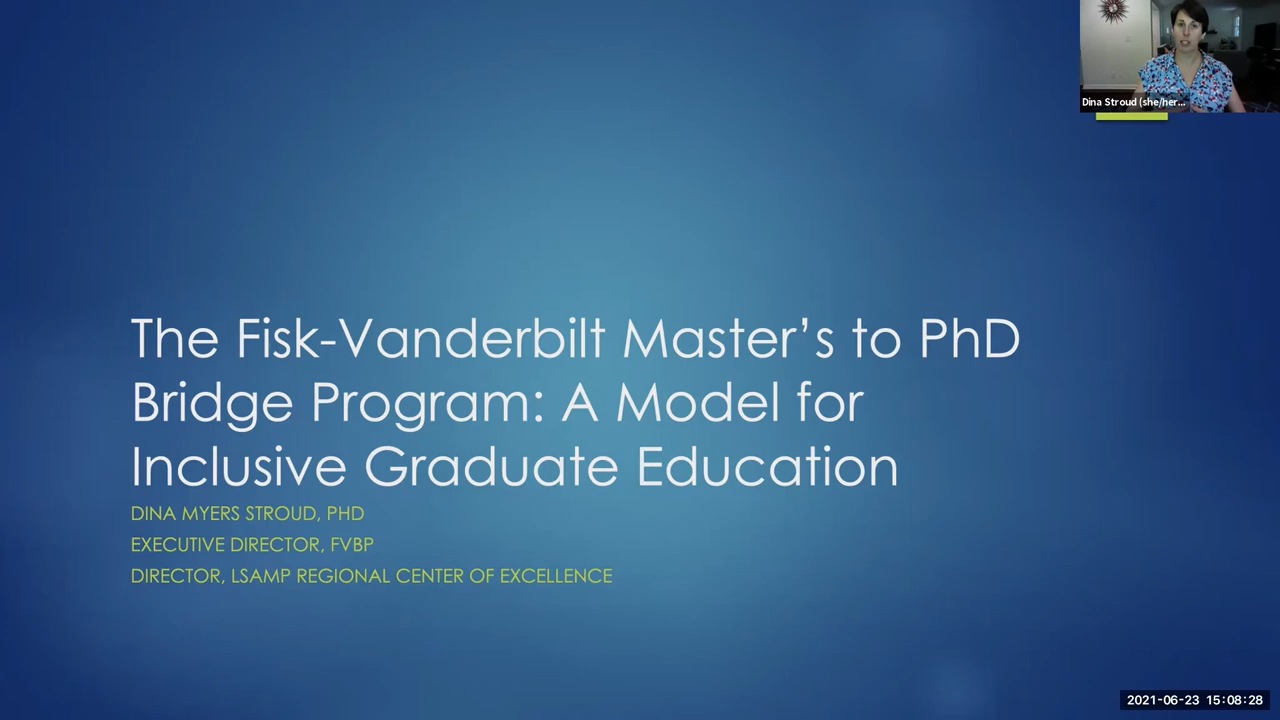 Dina Stroud (she/her...
The Fisk-Vanderbilt Master’s to PhD
Bridge Program: A Model for
Inclusive Graduate Education
DINA MYERS STROUD, PHD
EXECUTIVE DIRECTOR, FVBP
DIRECTOR, LSAMP REGIONAL CENTER OF EXCELLENCE
2021-06-23 15:08:28